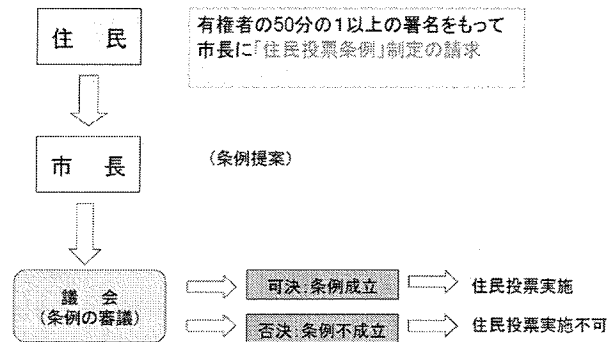 住 民
有権者の50分の1以上の署名をもって
市長に「住民投票条例」制定の請求
市 長
（条例提案）
議 会
（条例の審議）
可決：条例成立
住民投票実施
否決：条例不成立
住民投票実施不可